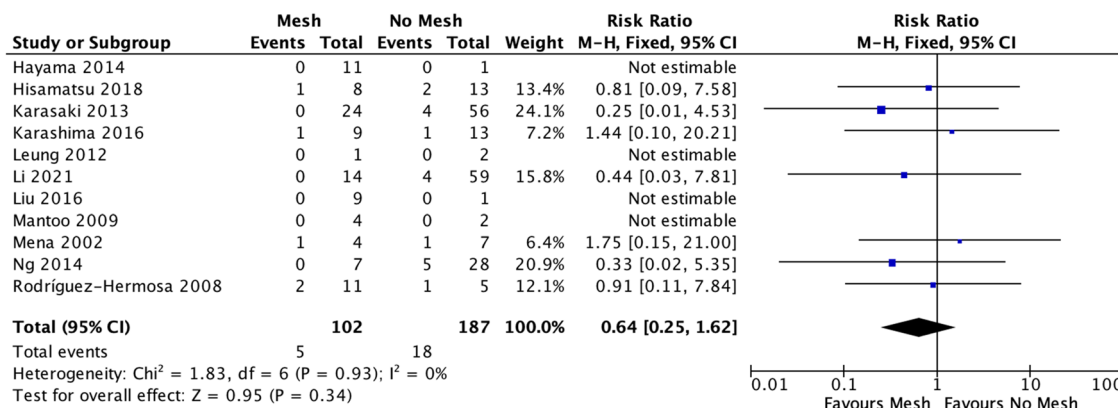 Mesh No Mesh Risk Ratio Risk Ratio
Study or Subgroup Events Total Events Total Weight M-H, Fixed, 95% CI M-H, Fixed, 95% CI
Hayama 2014 0 11 0 1 Not estimable
Hisamatsu 2018 1 8 2 13 13.4% 0.81 [0.09, 7.58]
Karasaki 2013 0 24 4 56 24.1% 0.25 [0.01, 4.53]
Karashima 2016 1 9 1 13 7.2% 1.44 [0.10, 20.21]
Leung 2012 0 1 0 2 Not estimable
Li 2021 0 14 4 59 15.8% 0.44 [0.03, 7.81]
Liu 2016 0 9 0 1 Not estimable
Mantoo 2009 0 4 0 2 Not estimable
Mena 2002 1 4 1 7 6.4% 1.75 [0.15, 21.00]
Ng 2014 0 7 5 28 20.9% 0.33 [0.02, 5.35]
Rodríguez-Hermosa 2008 2 11 1 5 12.1% 0.91 [0.11, 7.84]
Total (95% CI) 102 187 100.0% 0.64 [0.25, 1.62]
Total events 5 18
Heterogeneity: Chi² = 1.83, df = 6 (P = 0.93); I² = 0%
Test for overall effect: Z = 0.95 (P = 0.34)
0.01 0.1 1 10 100
Favours Mesh Favours No Mesh